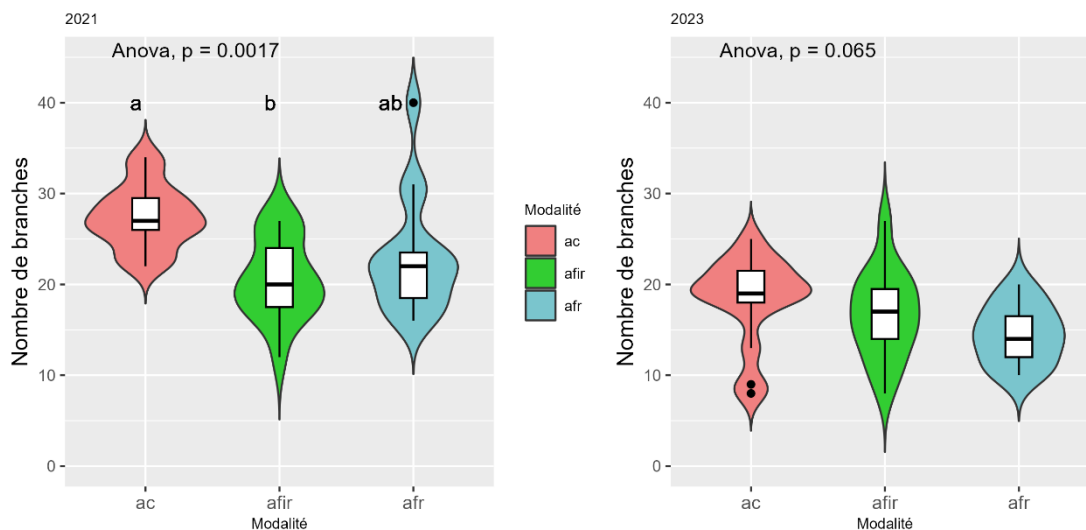 2021
Anova, p = 0.0017
a b ab
Nombre de branches
40
30
20
10
0
ac afir afr
Modalité
Modalité
ac
afir
afr
2023
Anova, p = 0.065
Nombre de branches
40
30
20
10
0
ac afir afr
Modalité